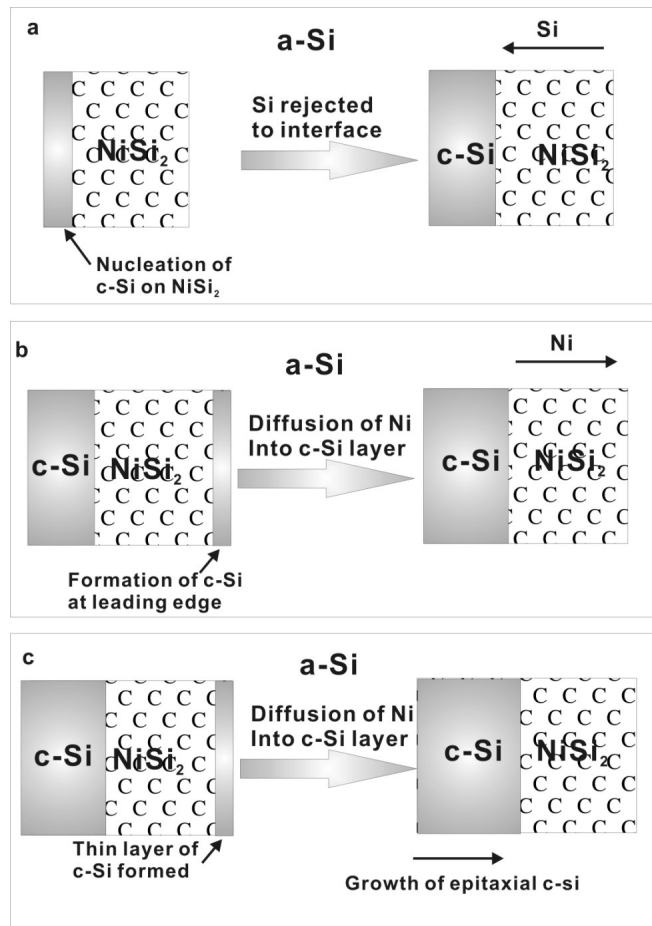 a
a-Si
Si
NiSi₂
Si rejected
to interface
c-Si
NiSi₂
Nucleation of
c-Si on NiSi₂
b
a-Si
Ni
c-Si
NiSi₂
Diffusion of Ni
Into c-Si layer
c-Si
NiSi₂
Formation of c-Si
at leading edge
c
a-Si
c-Si
NiSi₂
Diffusion of Ni
Into c-Si layer
c-Si
NiSi₂
Thin layer of
c-Si formed
Growth of epitaxial c-si